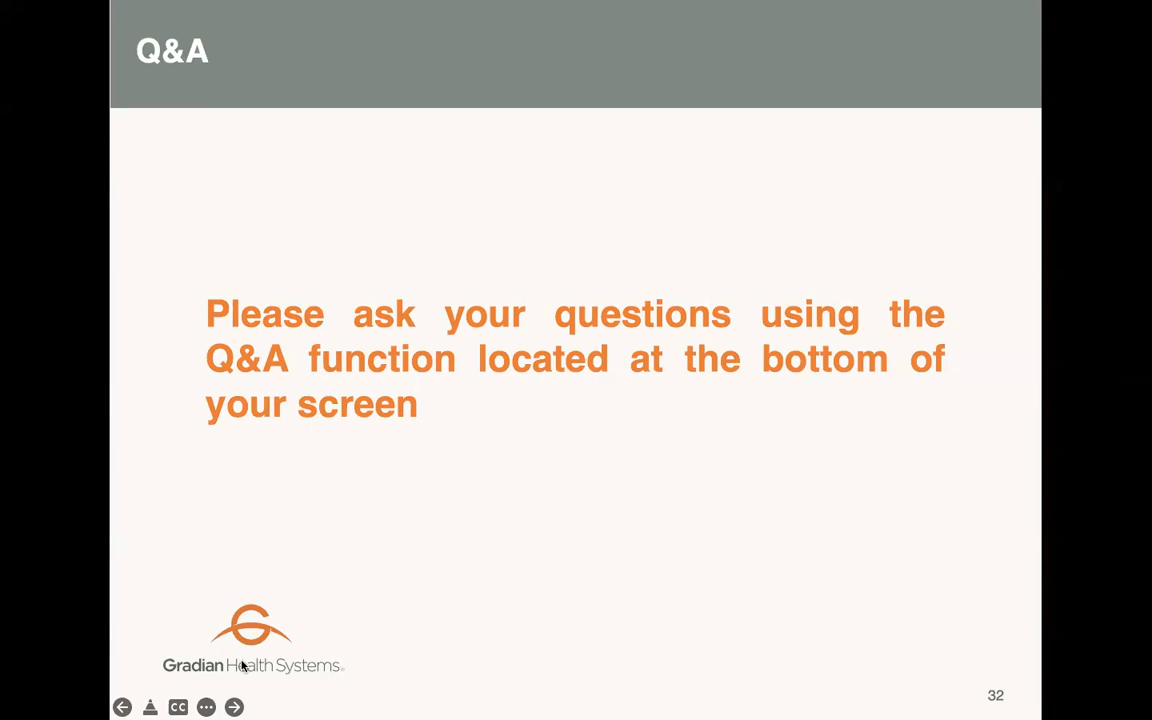 Q&A
Please ask your questions using the
Q&A function located at the bottom of
your screen
Gradian Health Systems
32
CC